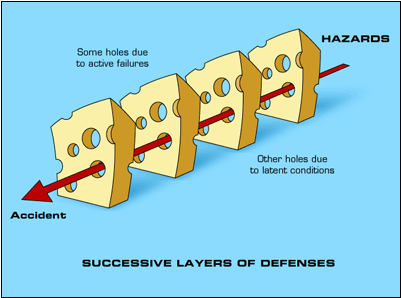 HAZARDS
Some holes due
to active failures
Other holes due
to latent conditions
Accident
SUCCESSIVE LAYERS OF DEFENSES